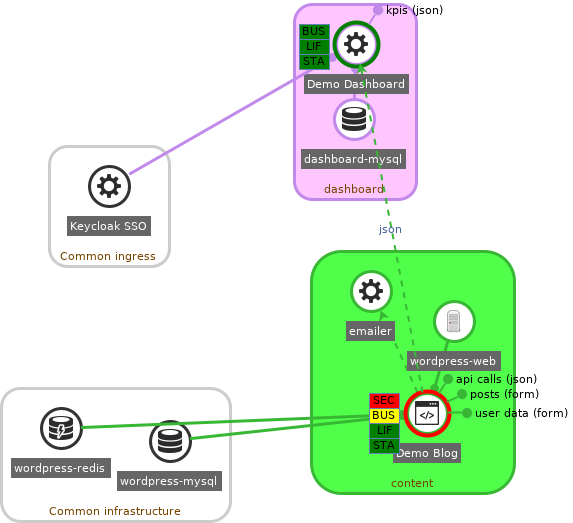 kpis (json)
BUS
LIF
STA
Demo Dashboard
dashboard-mysql
dashboard
Keycloak SSO
Common ingress
json
emailer
wordpress-web
api calls (json)
posts (form)
user data (form)
SEC
BUS
LIF
STA
</>
Demo Blog
content
wordpress-redis
wordpress-mysql
Common infrastructure